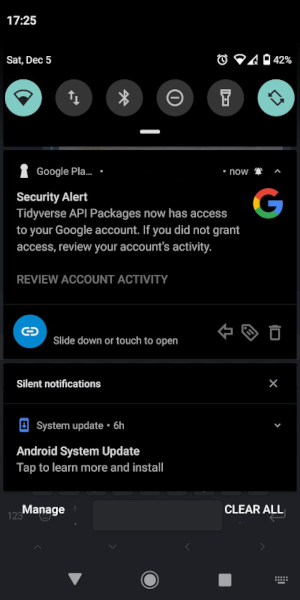 17:25
Sat, Dec 5
42%
Google Pla… •
• now
Security Alert
Tidyverse API Packages now has access
to your Google account. If you did not grant
access, review your account's activity.
REVIEW ACCOUNT ACTIVITY
Slide down or touch to open
Silent notifications
System update • 6h
Android System Update
Tap to learn more and install
Manage
CLEAR ALL
123